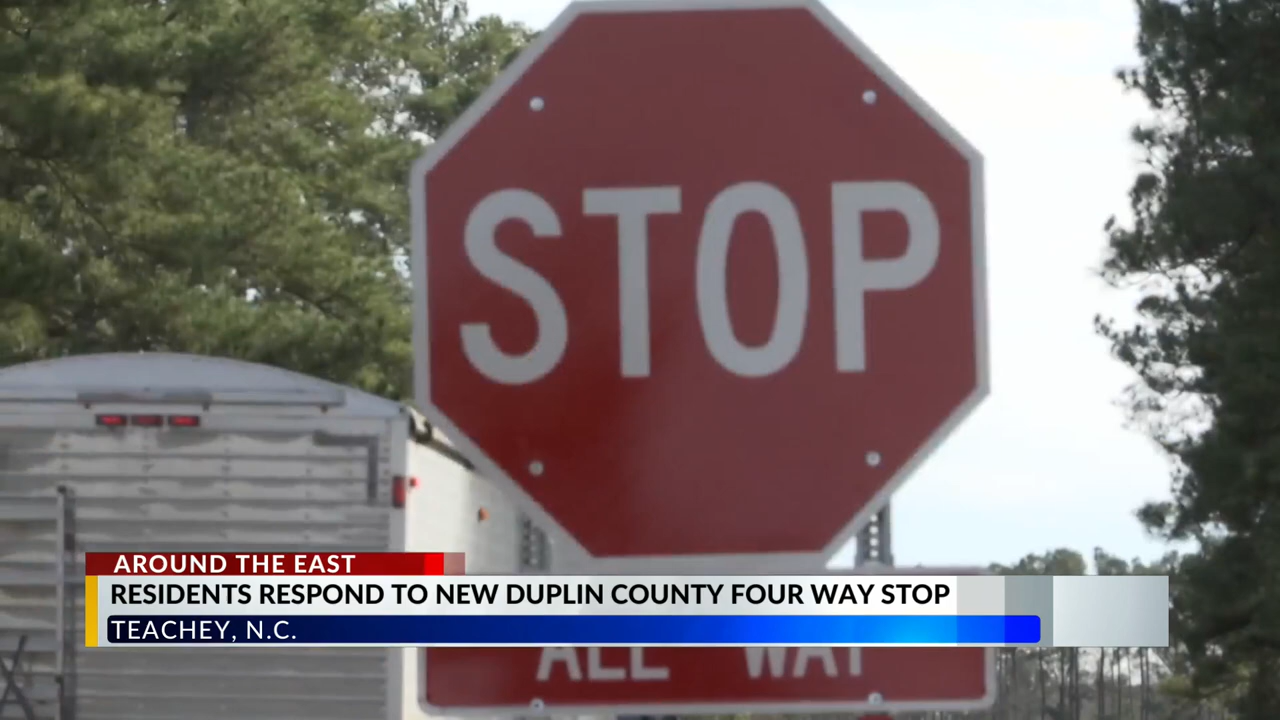 STOP
AROUND THE EAST
RESIDENTS RESPOND TO NEW DUPLIN COUNTY FOUR WAY STOP
TEACHEY, N.C.
ALL WAY